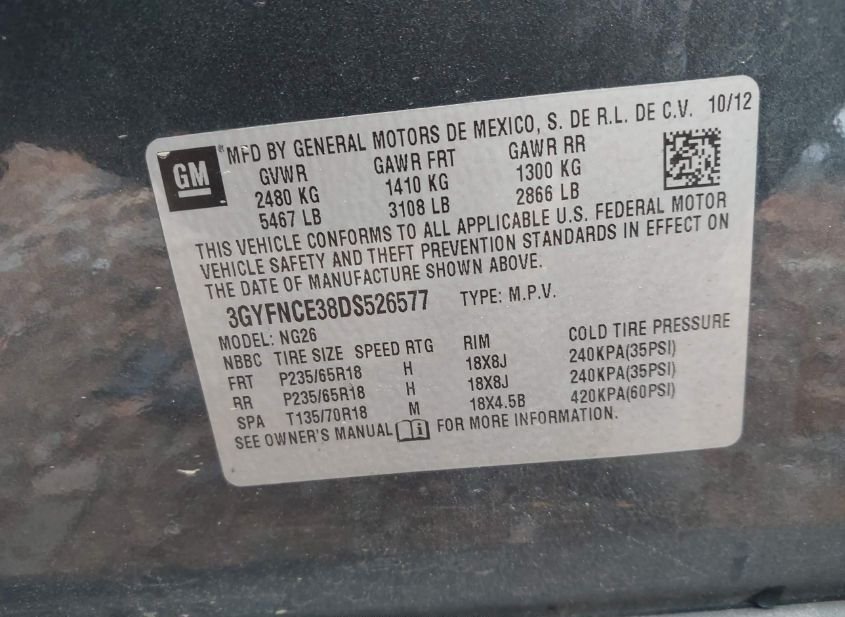 GM
® MFD BY GENERAL MOTORS DE MEXICO, S. DE R.L. DE C.V. 10/12
GVWR GAWR FRT GAWR RR
2480 KG 1410 KG 1300 KG
5467 LB 3108 LB 2866 LB
THIS VEHICLE CONFORMS TO ALL APPLICABLE U.S. FEDERAL MOTOR
VEHICLE SAFETY AND THEFT PREVENTION STANDARDS IN EFFECT ON
THE DATE OF MANUFACTURE SHOWN ABOVE.
3GYFNCE38DS526577 TYPE: M.P.V.
MODEL: NG26
NBBC TIRE SIZE SPEED RTG RIM COLD TIRE PRESSURE
FRT P235/65R18 H 18X8J 240KPA(35PSI)
RR P235/65R18 H 18X8J 240KPA(35PSI)
SPA T135/70R18 M 18X4.5B 420KPA(60PSI)
SEE OWNER'S MANUAL FOR MORE INFORMATION.